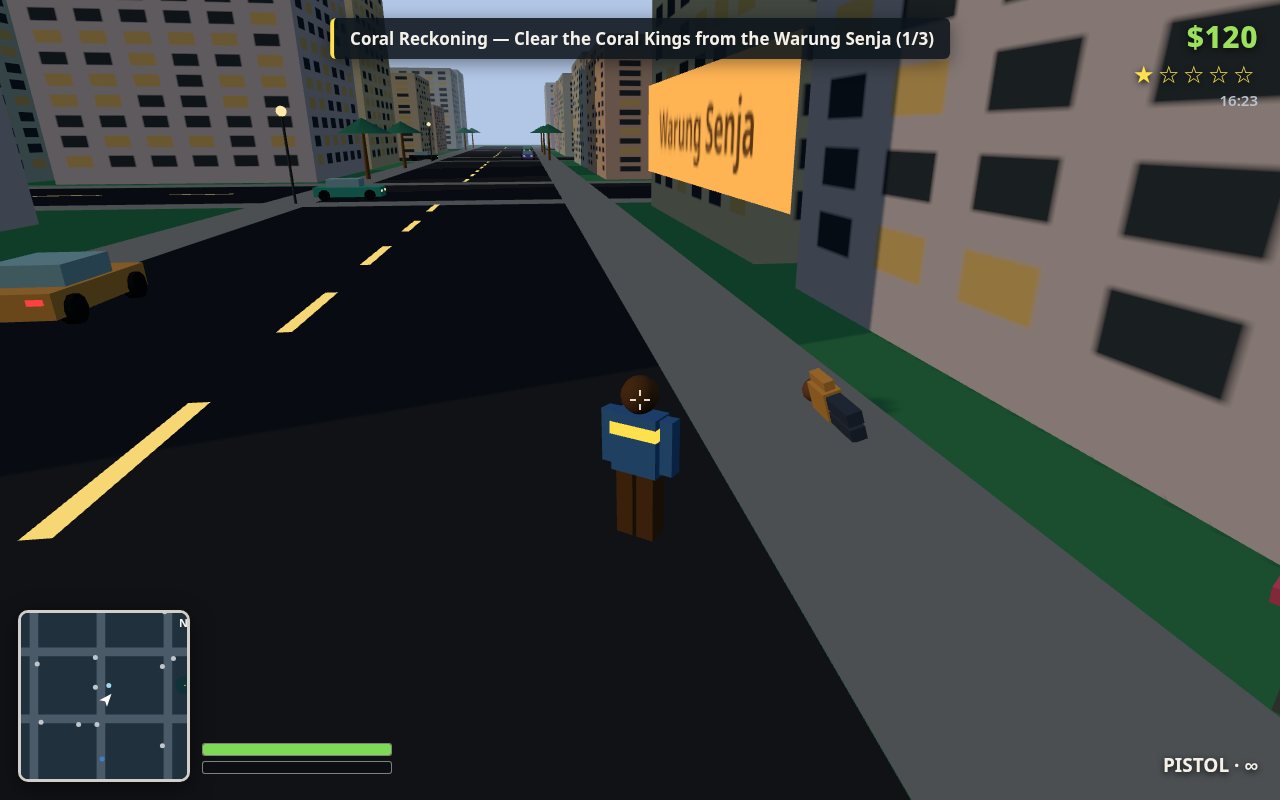 Coral Reckoning — Clear the Coral Kings from the Warung Senja (1/3)
$120
★☆☆☆☆
16:23
Warung Senja
N
PISTOL · ∞